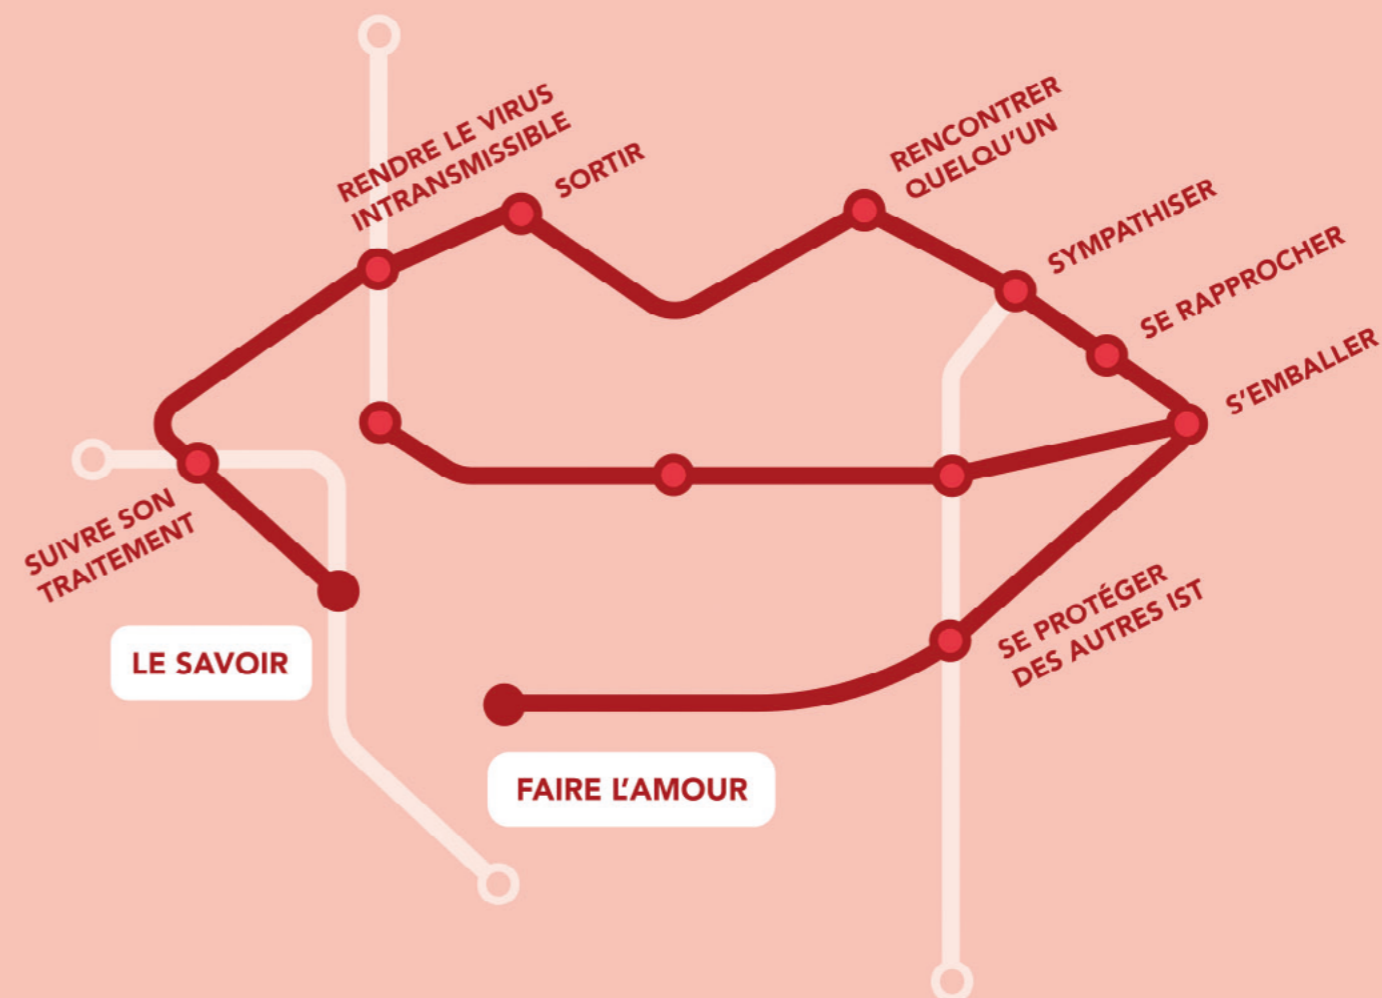 RENDRE LE VIRUS
INTRANSMISSIBLE
SORTIR
RENCONTRER
QUELQU'UN
SYMPATHISER
SE RAPPROCHER
S'EMBALLER
SUIVRE SON
TRAITEMENT
SE PROTÉGER
DES AUTRES IST
LE SAVOIR
FAIRE L'AMOUR